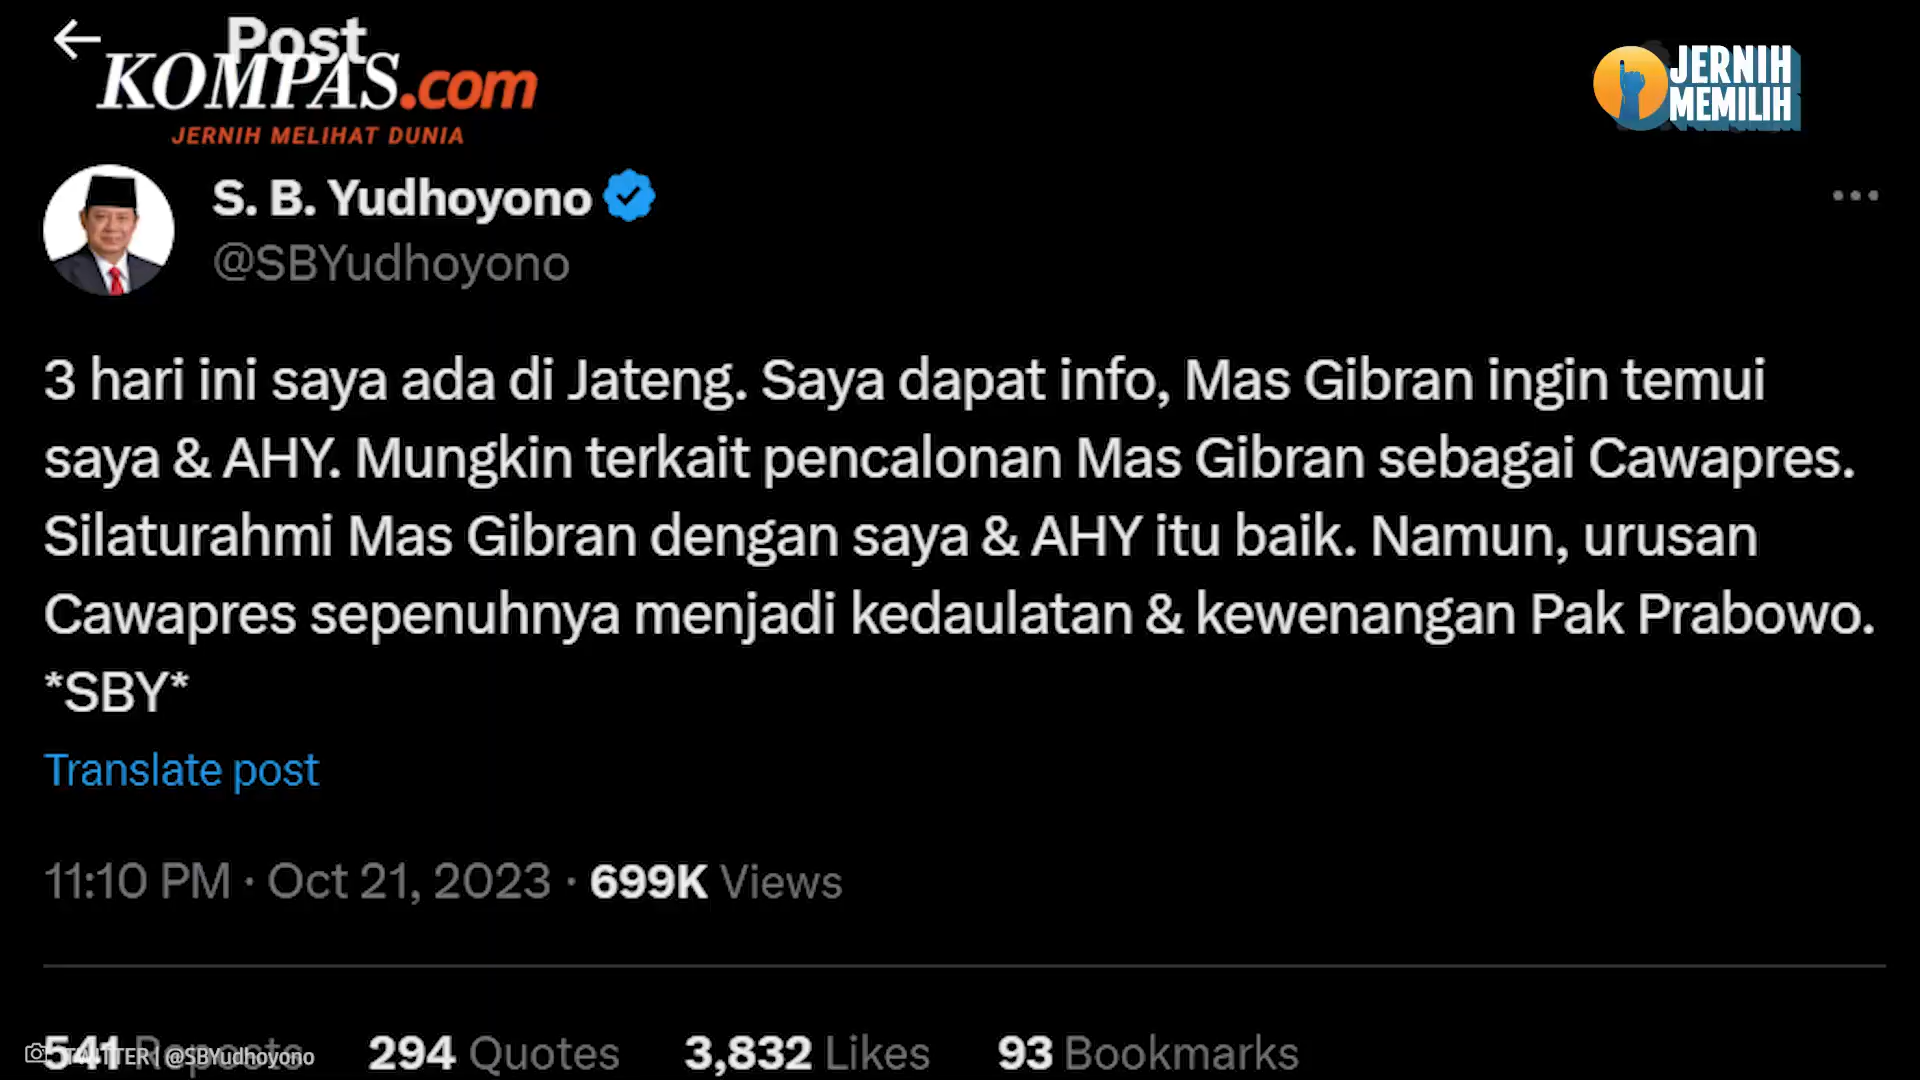 Post
KOMPAS.com
JERNIH MELIHAT DUNIA
JERNIH
MEMILIH
S. B. Yudhoyono
@SBYudhoyono
3 hari ini saya ada di Jateng. Saya dapat info, Mas Gibran ingin temui
saya & AHY. Mungkin terkait pencalonan Mas Gibran sebagai Cawapres.
Silaturahmi Mas Gibran dengan saya & AHY itu baik. Namun, urusan
Cawapres sepenuhnya menjadi kedaulatan & kewenangan Pak Prabowo.
*SBY*
Translate post
11:10 PM · Oct 21, 2023 · 699K Views
541 Reposts 294 Quotes 3,832 Likes 93 Bookmarks
TWITTER | @SBYudhoyono